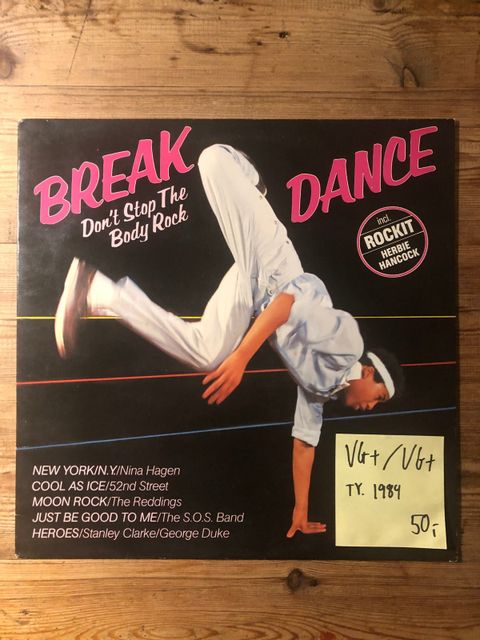 BREAK DANCE
Don't Stop The
Body Rock
incl.
ROCKIT
HERBIE
HANCOCK
NEW YORK/N.Y/Nina Hagen
COOL AS ICE/52nd Street
MOON ROCK/The Reddings
JUST BE GOOD TO ME/The S.O.S. Band
HEROES/Stanley Clarke/George Duke
VG+/VG+
TY. 1984
50,-